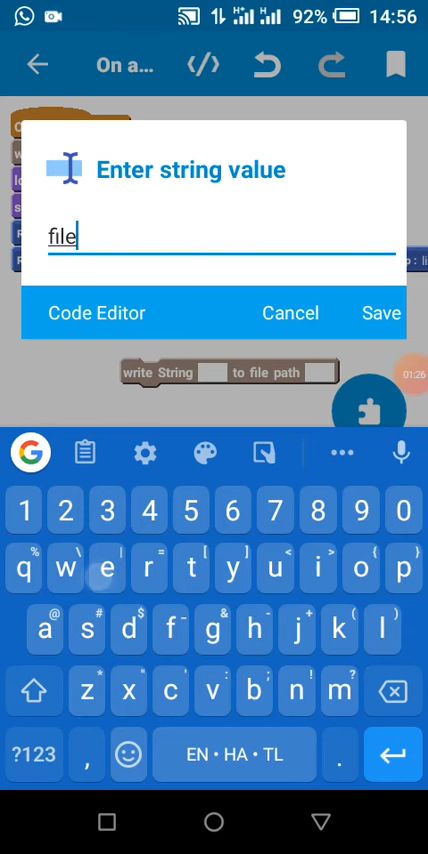 92% 14:56
On a...
Enter string value
file
Code Editor Cancel Save
write String to file path
01:26
1 2 3 4 5 6 7 8 9 0
q w e r t y u i o p
% \ | = [ ] < > { }
a s d f g h j k l
@ # $ - & - + ( )
z x c v b n m
* " ' : ; ! ?
?123 , EN • HA • TL .